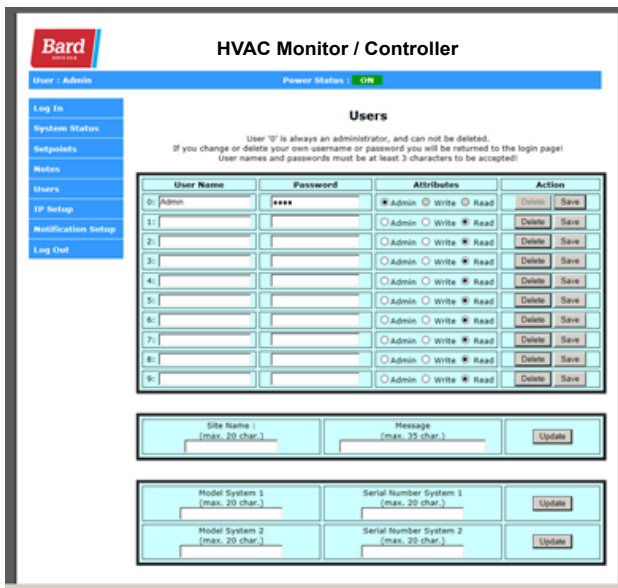 Bard
HVAC Monitor / Controller
User : Admin Power Status : ON
Log In
System Status
Setpoints
Notes
Users
IP Setup
Notification Setup
Log Out
Users
User '0' is always an administrator, and can not be deleted.
If you change or delete your own username or password you will be returned to the login page!
User names and passwords must be at least 3 characters to be accepted!
User Name Password Attributes Action
0: Admin •••• Admin Write Read Delete Save
1: Admin Write Read Delete Save
2: Admin Write Read Delete Save
3: Admin Write Read Delete Save
4: Admin Write Read Delete Save
5: Admin Write Read Delete Save
6: Admin Write Read Delete Save
7: Admin Write Read Delete Save
8: Admin Write Read Delete Save
9: Admin Write Read Delete Save
Site Name : Message
(max. 20 char.) (max. 35 char.) Update
Model System 1 Serial Number System 1
(max. 20 char.) (max. 20 char.) Update
Model System 2 Serial Number System 2
(max. 20 char.) (max. 20 char.) Update